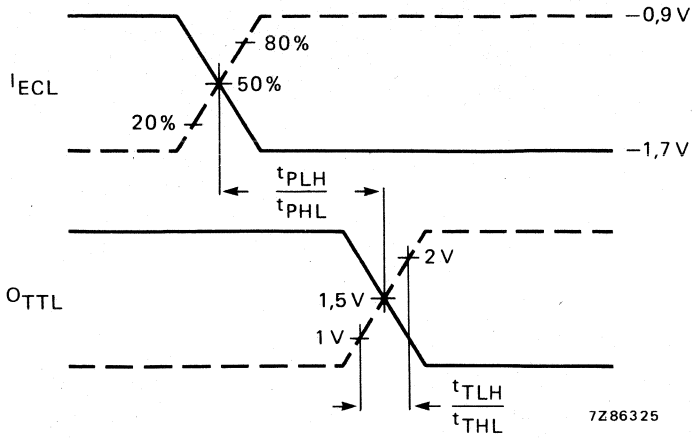 −0,9 V
80%
I_ECL
50%
20%
−1,7 V
t_PLH
t_PHL
2 V
O_TTL
1,5 V
1 V
t_TLH
t_THL
7Z86325